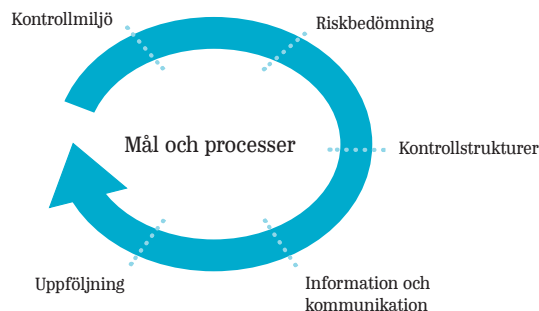 Kontrollmiljö
Riskbedömning
Mål och processer
Kontrollstrukturer
Uppföljning
Information och
kommunikation